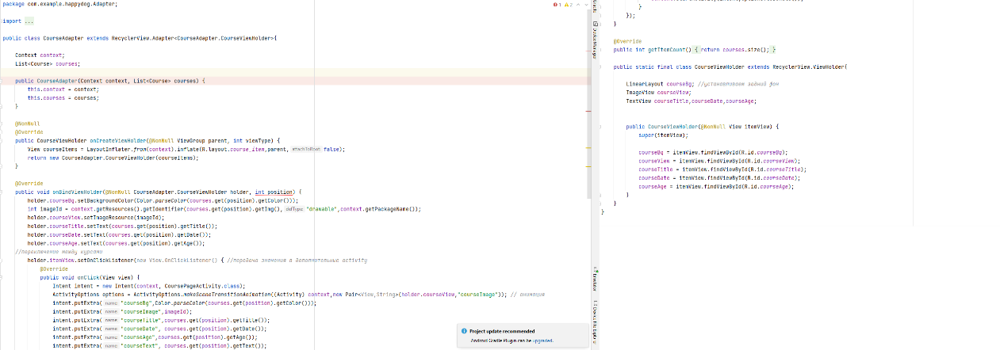 package com.example.happydog.Adapter;
import ...
public class CourseAdapter extends RecyclerView.Adapter<CourseAdapter.CourseViewHolder>{
Context context;
List<Course> courses;
public CourseAdapter(Context context, List<Course> courses) {
this.context = context;
this.courses = courses;
}
@NonNull
@Override
public CourseViewHolder onCreateViewHolder(@NonNull ViewGroup parent, int viewType) {
View courseItems = LayoutInflater.from(context).inflate(R.layout.course_item,parent, attachToRoot: false);
return new CourseAdapter.CourseViewHolder(courseItems);
}
@Override
public void onBindViewHolder(@NonNull CourseAdapter.CourseViewHolder holder, int position) {
holder.courseBg.setBackgroundColor(Color.parseColor(courses.get(position).getColor()));
int imageId = context.getResources().getIdentifier(courses.get(position).getImg(), defType: "drawable",context.getPackageName());
holder.courseView.setImageResource(imageId);
holder.courseTitle.setText(courses.get(position).getTitle());
holder.courseDate.setText(courses.get(position).getDate());
holder.courseAge.setText(courses.get(position).getAge());
//переключение между курсами
holder.itemView.setOnClickListener(new View.OnClickListener() { //передача значения в дополнительные activity
@Override
public void onClick(View view) {
Intent intent = new Intent(context, CoursePageActivity.class);
ActivityOptions options = ActivityOptions.makeSceneTransitionAnimation((Activity) context,new Pair<View,String>(holder.courseView,"courseImage")); // анимация
intent.putExtra( name: "courseBg",Color.parseColor(courses.get(position).getColor()));
intent.putExtra( name: "courseImage",imageId);
intent.putExtra( name: "courseTitle",courses.get(position).getTitle());
intent.putExtra( name: "courseDate", courses.get(position).getDate());
intent.putExtra( name: "courseAge",courses.get(position).getAge());
intent.putExtra( name: "courseText", courses.get(position).getText());
1 2
Project update recommended
Android Gradle Plugin can be upgraded.
Device Manager
Emulator
Device File Explorer
}
});
}
@Override
public int getItemCount() { return courses.size(); }
public static final class CourseViewHolder extends RecyclerView.ViewHolder{
LinearLayout courseBg; //устанавливаем задний фон
ImageView courseView;
TextView courseTitle,courseDate,courseAge;
public CourseViewHolder(@NonNull View itemView) {
super(itemView);
courseBg = itemView.findViewById(R.id.courseBg);
courseView = itemView.findViewById(R.id.courseView);
courseTitle = itemView.findViewById(R.id.courseTitle);
courseDate = itemView.findViewById(R.id.courseDate);
courseAge = itemView.findViewById(R.id.courseAge);
}
}
}